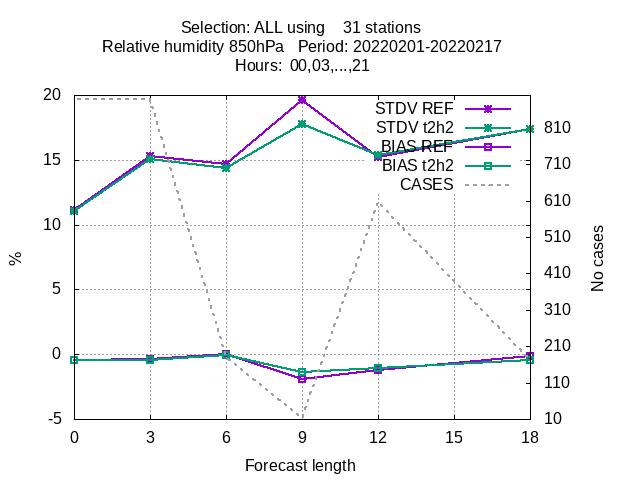 Selection: ALL using 31 stations
Relative humidity 850hPa Period: 20220201-20220217
Hours: 00,03,...,21
STDV REF
STDV t2h2
BIAS REF
BIAS t2h2
CASES
20
15
10
5
0
-5
%
810
710
610
510
410
310
210
110
10
No cases
0 3 6 9 12 15 18
Forecast length